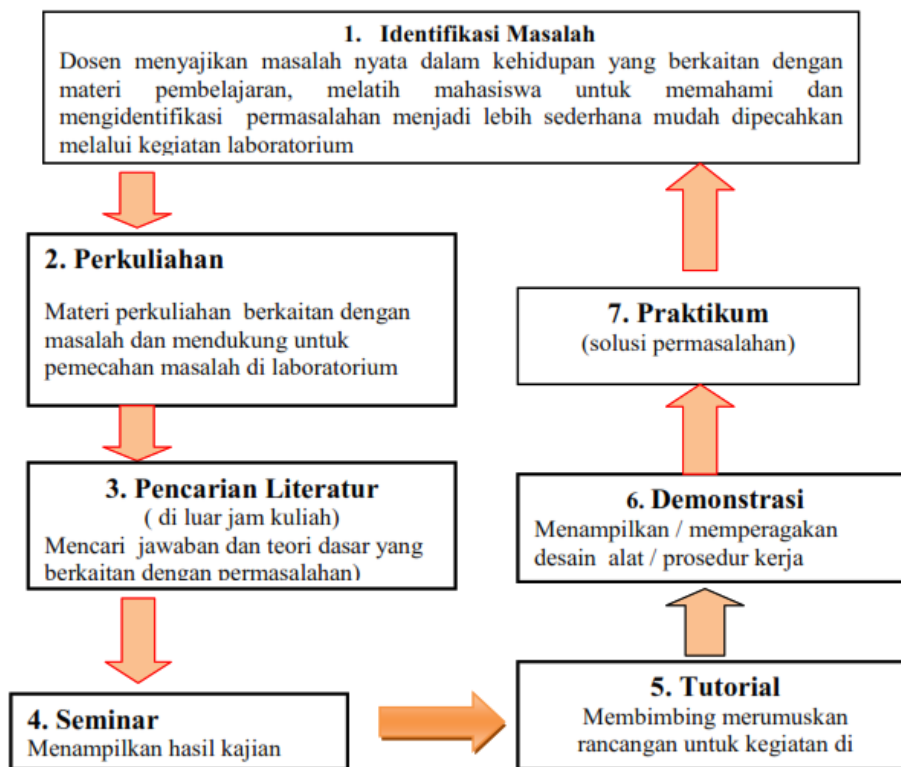 1. Identifikasi Masalah
Dosen menyajikan masalah nyata dalam kehidupan yang berkaitan dengan
materi pembelajaran, melatih mahasiswa untuk memahami dan
mengidentifikasi permasalahan menjadi lebih sederhana mudah dipecahkan
melalui kegiatan laboratorium
2. Perkuliahan
Materi perkuliahan berkaitan dengan
masalah dan mendukung untuk
pemecahan masalah di laboratorium
3. Pencarian Literatur
( di luar jam kuliah)
Mencari jawaban dan teori dasar yang
berkaitan dengan permasalahan)
4. Seminar
Menampilkan hasil kajian
5. Tutorial
Membimbing merumuskan
rancangan untuk kegiatan di
6. Demonstrasi
Menampilkan / memperagakan
desain alat / prosedur kerja
7. Praktikum
(solusi permasalahan)